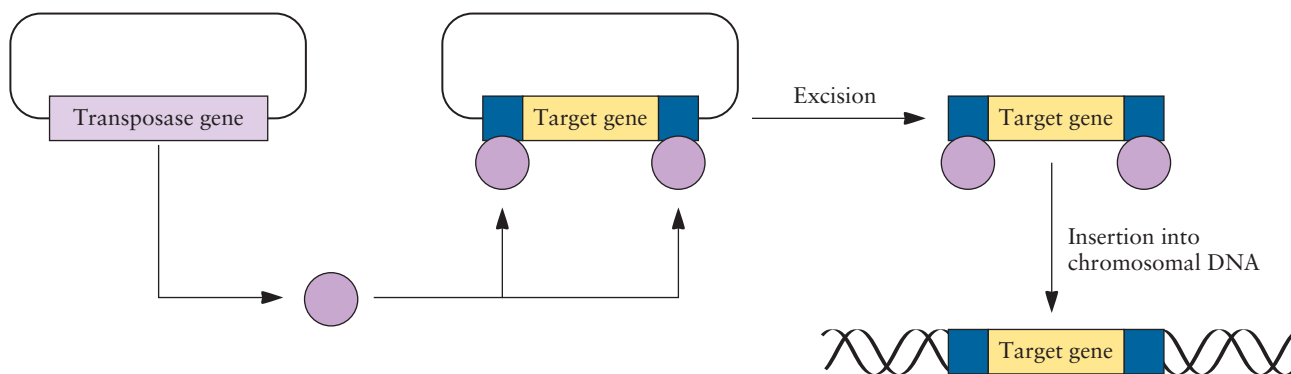 Transposase gene
Target gene
Excision
Target gene
Insertion into
chromosomal DNA
Target gene